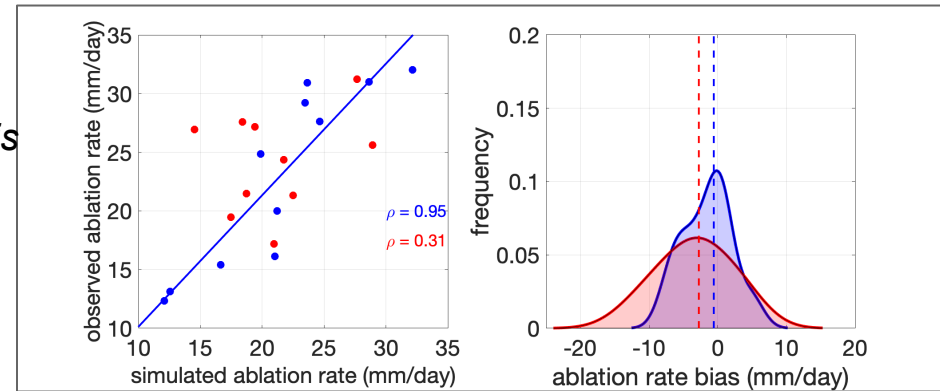 s
observed ablation rate (mm/day)
35
30
25
20
15
10
ρ = 0.95
ρ = 0.31
10 15 20 25 30 35
simulated ablation rate (mm/day)
frequency
0.2
0.15
0.1
0.05
0
-20 -10 0 10 20
ablation rate bias (mm/day)